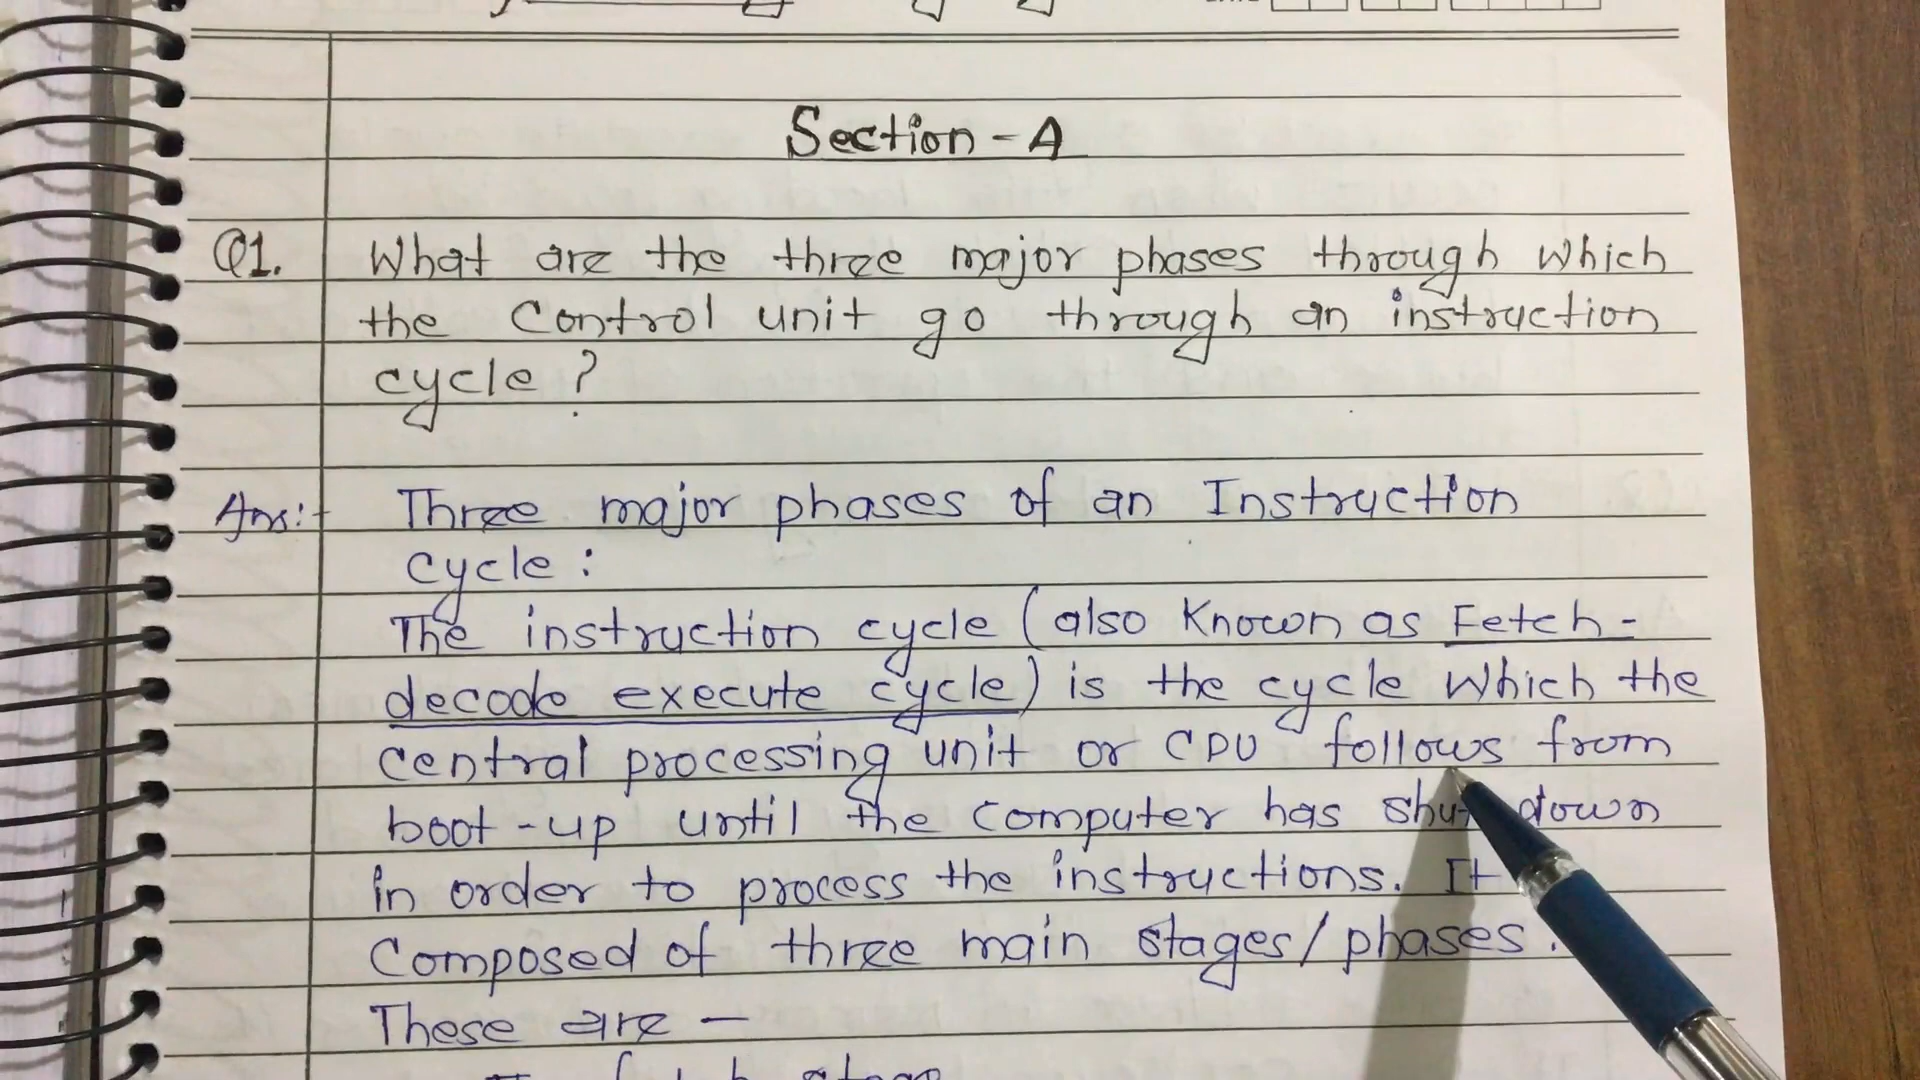 Section - A
Q1. What are the three major phases through which
the Control unit go through an instruction
cycle ?
Ans:- Three major phases of an Instruction
cycle :
The instruction cycle (also Known as Fetch-
decode execute cycle) is the cycle which the
central processing unit or CPU follows from
boot-up until the computer has shut down
in order to process the instructions. It
Composed of three main stages/phases.
These are —